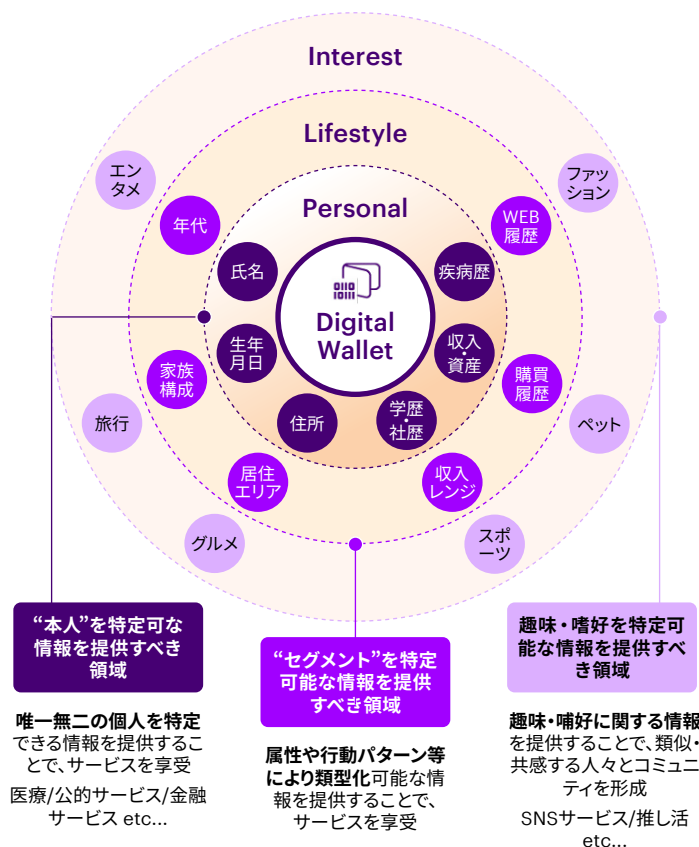 Interest
Lifestyle
Personal
エン
タメ
ファッ
ション
年代
WEB
履歴
氏名
疾病歴
Digital
Wallet
生年
月日
収入
・
資産
家族
構成
購買
履歴
住所
学歴
・
社歴
旅行
ペット
居住
エリア
収入
レンジ
グルメ
スポ
ーツ
“本人”を特定可な
情報を提供すべき
領域
唯一無二の個人を特定
できる情報を提供するこ
とで、サービスを享受
医療/公的サービス/金融
サービス etc...
“セグメント”を特定
可能な情報を提供
すべき領域
属性や行動パターン等
により類型化可能な情
報を提供することで、
サービスを享受
趣味・嗜好を特定可
能な情報を提供すべ
き領域
趣味・哺好に関する情報
を提供することで、類似・
共感する人々とコミュニ
ティを形成
SNSサービス/推し活
etc...